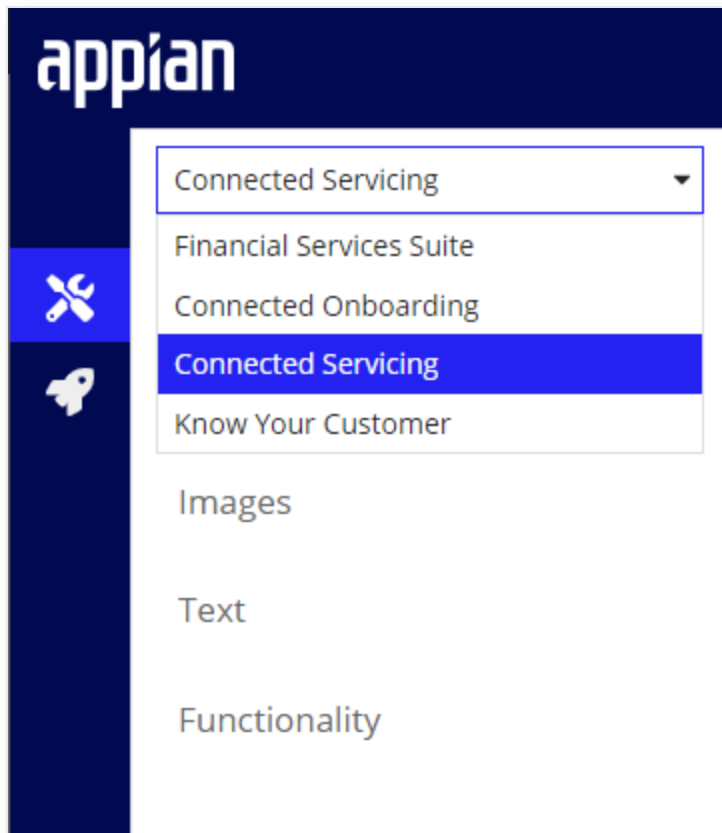 appian
Connected Servicing
Financial Services Suite
Connected Onboarding
Connected Servicing
Know Your Customer
Images
Text
Functionality